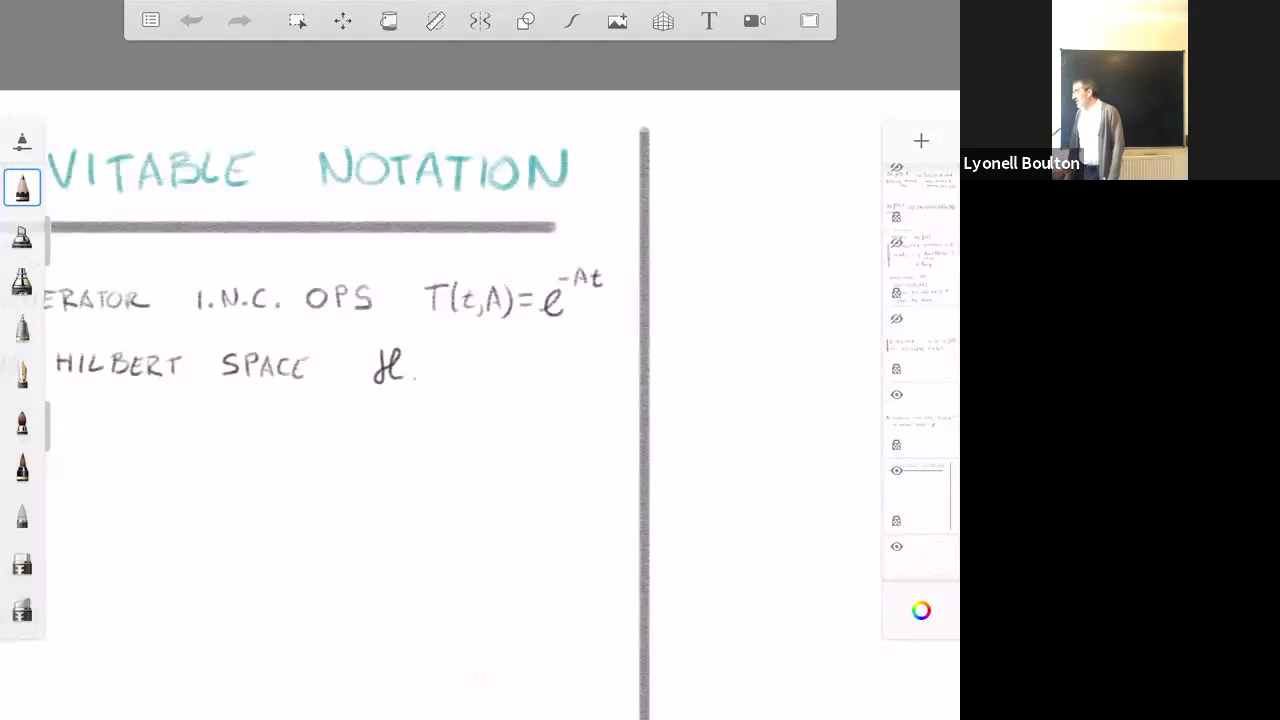 VITABLE NOTATION
ERATOR I.N.C. OPS T(t,A)=e^{-At}
HILBERT SPACE ℋ.
Lyonell Boulton